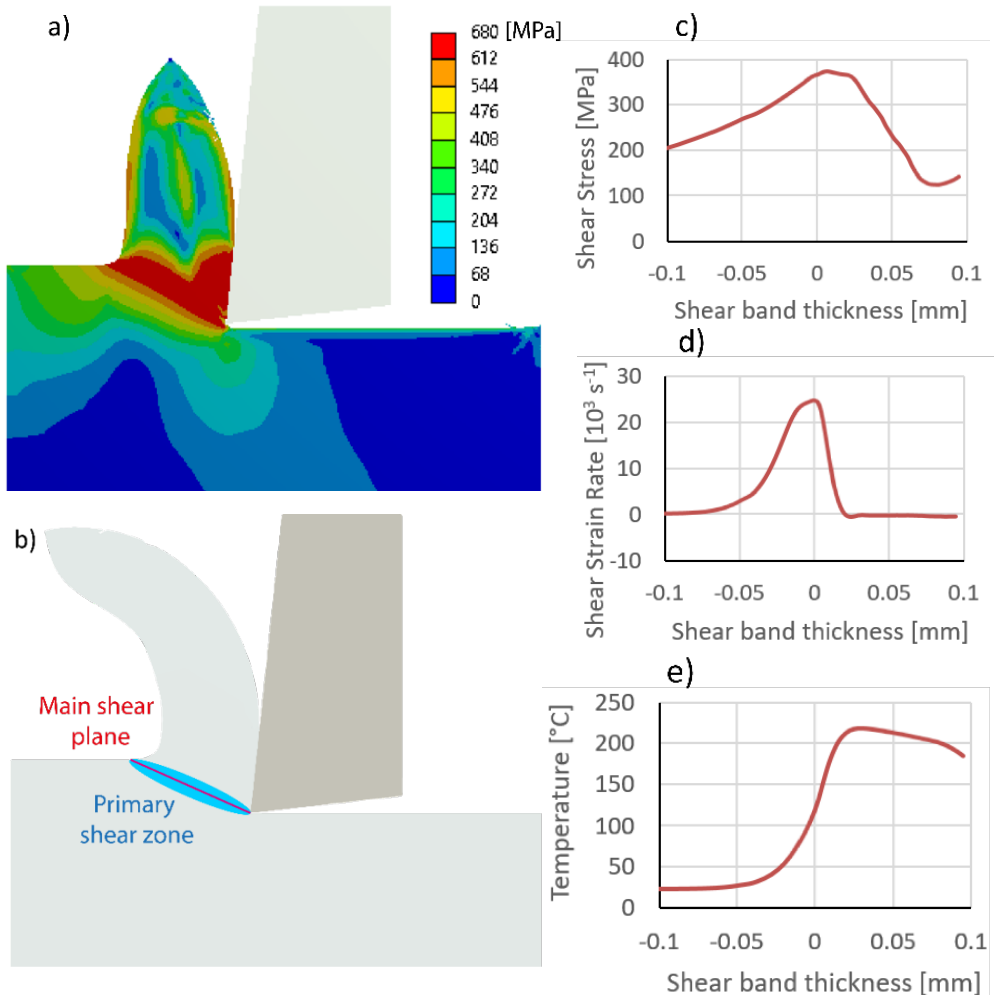 a)
680 [MPa]
612
544
476
408
340
272
204
136
68
0
b)
Main shear
plane
Primary
shear zone
c)
Shear Stress [MPa]
400
300
200
100
0
-0.1 -0.05 0 0.05 0.1
Shear band thickness [mm]
d)
Shear Strain Rate [10³ s⁻¹]
30
20
10
0
-10
-0.1 -0.05 0 0.05 0.1
Shear band thickness [mm]
e)
Temperature [°C]
250
200
150
100
50
0
-0.1 -0.05 0 0.05 0.1
Shear band thickness [mm]